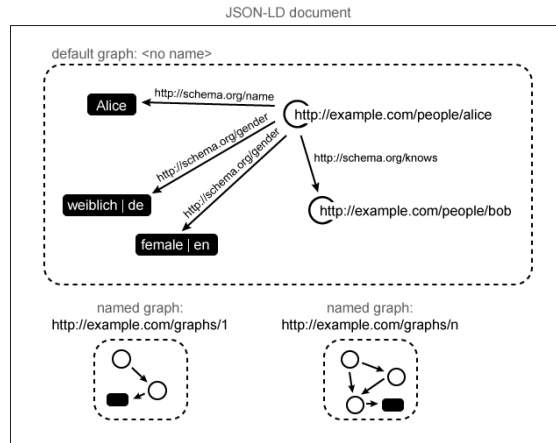 JSON-LD document
default graph: <no name>
Alice
http://schema.org/name
http://example.com/people/alice
http://schema.org/gender
http://schema.org/gender
http://schema.org/knows
weiblich | de
http://example.com/people/bob
female | en
named graph:
http://example.com/graphs/1
named graph:
http://example.com/graphs/n